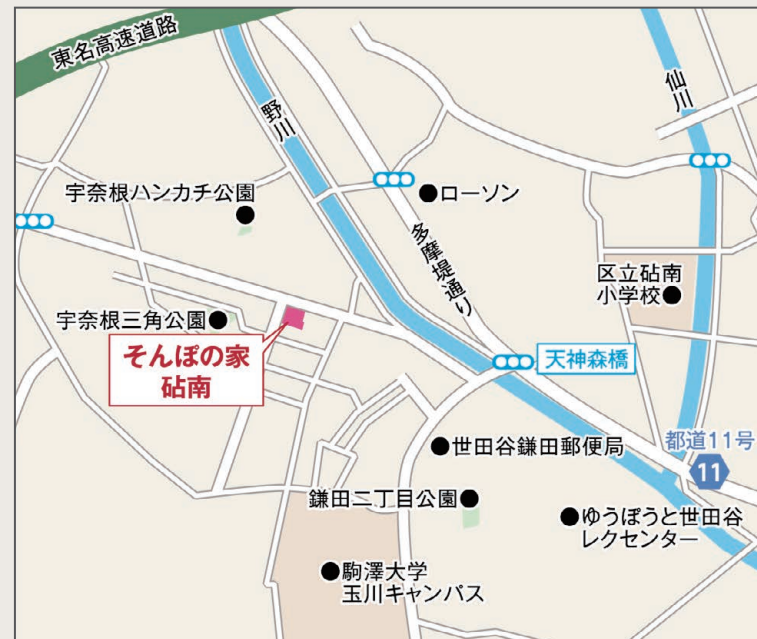 東名高速道路
野川
仙川
宇奈根ハンカチ公園
ローソン
多摩堤通り
区立砧南
小学校
宇奈根三角公園
そんぽの家
砧南
天神森橋
世田谷鎌田郵便局
都道11号
11
鎌田二丁目公園
ゆうぽうと世田谷
レクセンター
駒澤大学
玉川キャンパス